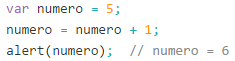 var numero = 5;
numero = numero + 1;
alert(numero);  // numero = 6